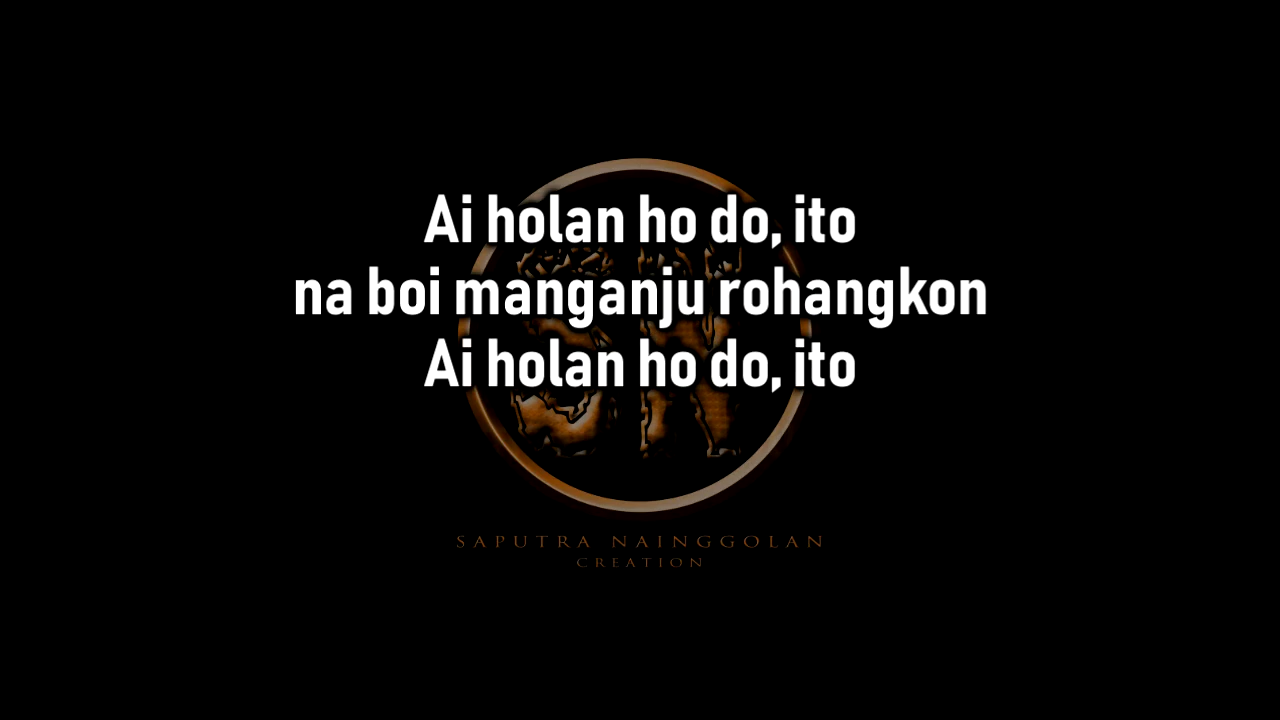 Ai holan ho do, ito
na boi manganju rohangkon
Ai holan ho do, ito
SAPUTRA NAINGGOLAN
CREATION